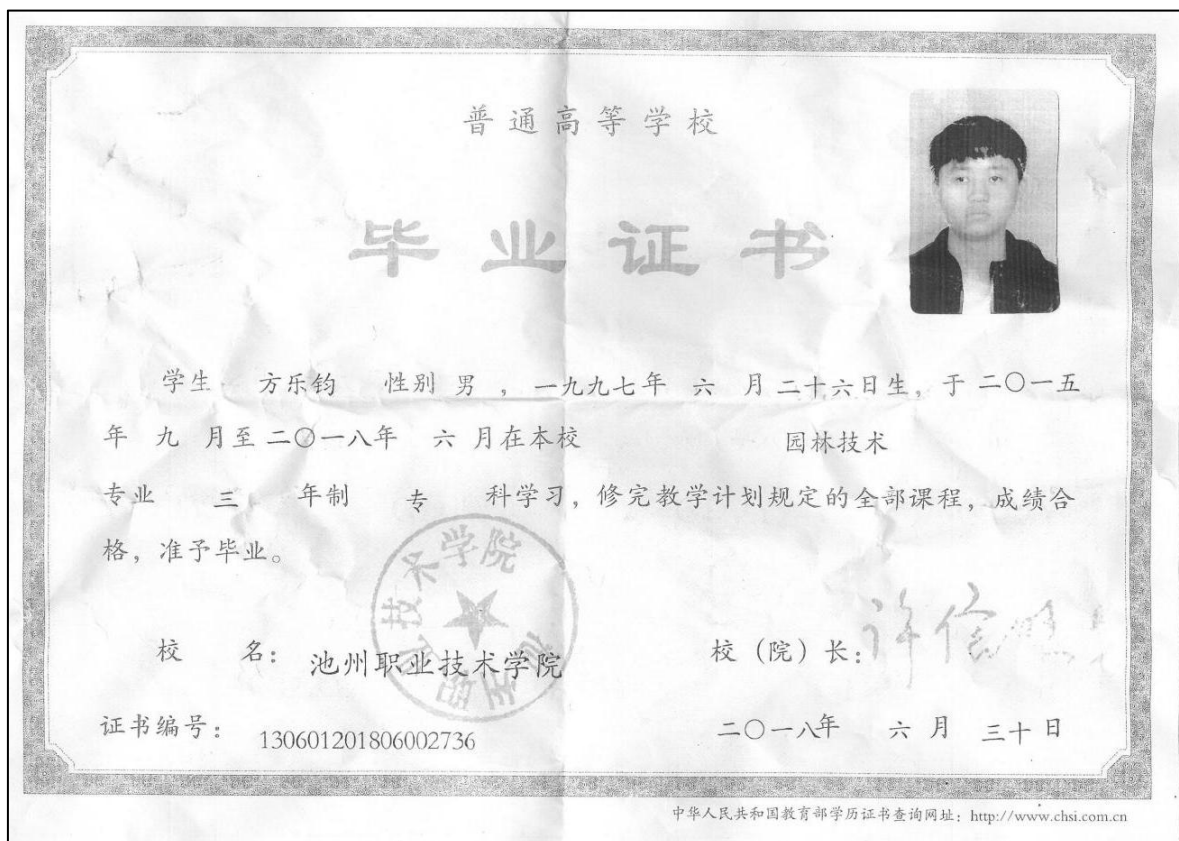 普通高等学校
毕业证书
学生 方乐钧 性别 男 ，一九九七年 六 月 二十六日生，于 二〇一五
年 九 月至 二〇一八年 六 月在本校 园林技术
专业 三 年制 专 科学习，修完教学计划规定的全部课程，成绩合
格，准予毕业。
校 名： 池州职业技术学院
校（院）长：
证书编号： 130601201806002736
二〇一八年 六 月 三十日
中华人民共和国教育部学历证书查询网址：http://www.chsi.com.cn